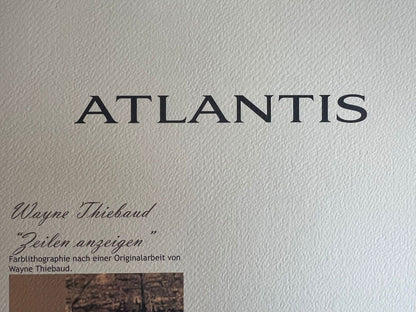 ATLANTIS
Wayne Thiebaud
"Zeilen anzeigen"
Farblithographie nach einer Originalarbeit von
Wayne Thiebaud.